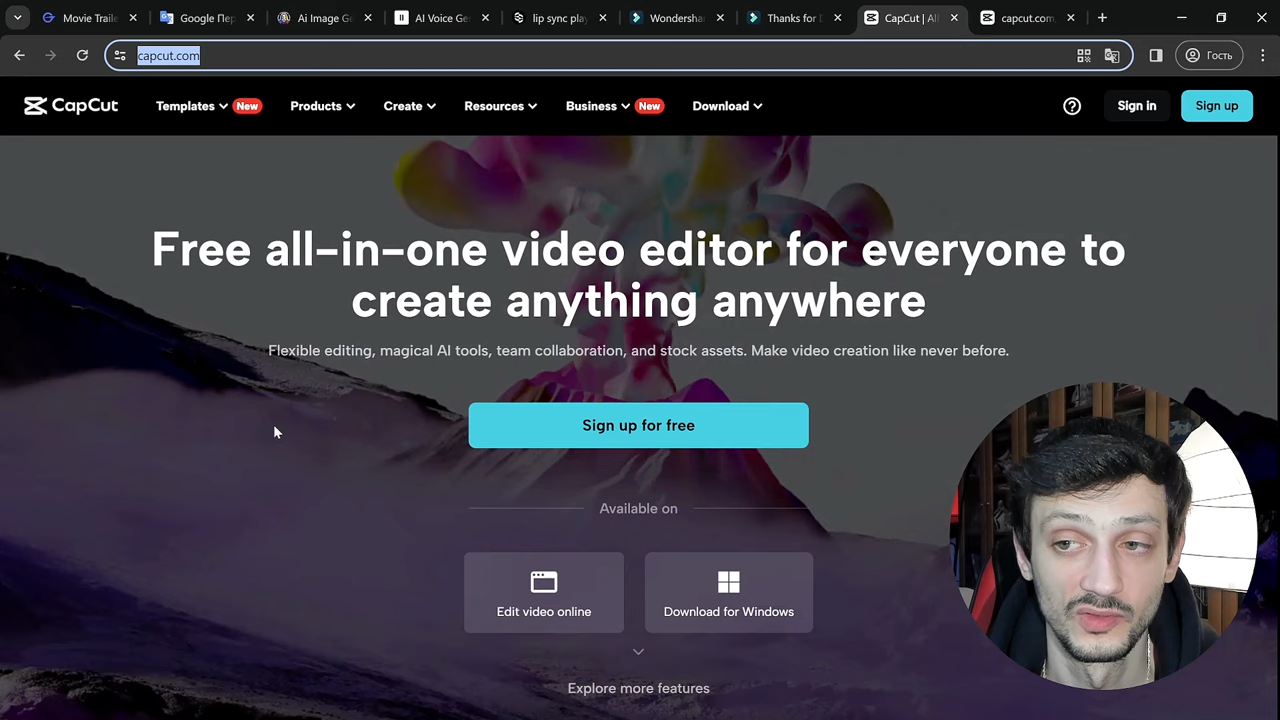 Movie Traile
Google Пер
Ai Image Ge
AI Voice Ge
lip sync play
Wondersha
Thanks for D
CapCut | Al
capcut.com
capcut.com
Гость
CapCut
Templates New
Products
Create
Resources
Business New
Download
Sign in
Sign up
Free all-in-one video editor for everyone to
create anything anywhere
Flexible editing, magical AI tools, team collaboration, and stock assets. Make video creation like never before.
Sign up for free
Available on
Edit video online
Download for Windows
Explore more features